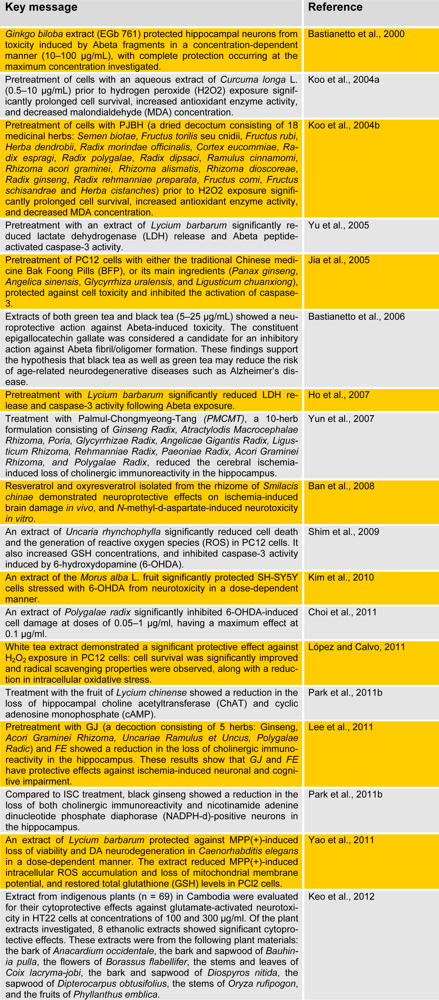 Key message
Reference
Ginkgo biloba extract (EGb 761) protected hippocampal neurons from
toxicity induced by Abeta fragments in a concentration-dependent
manner (10–100 µg/mL), with complete protection occurring at the
maximum concentration investigated.
Bastianetto et al., 2000
Pretreatment of cells with an aqueous extract of Curcuma longa L.
(0.5–10 µg/mL) prior to hydrogen peroxide (H2O2) exposure signif-
icantly prolonged cell survival, increased antioxidant enzyme activity,
and decreased malondialdehyde (MDA) concentration.
Koo et al., 2004a
Pretreatment of cells with PJBH (a dried decoctum consisting of 18
medicinal herbs: Semen biotae, Fructus torilis seu cnidii, Fructus rubi,
Herba dendrobii, Radix morindae officinalis, Cortex eucommiae, Ra-
dix espragi, Radix polygalae, Radix dipsaci, Ramulus cinnamomi,
Rhizoma acori graminei, Rhizoma alismatis, Rhizoma dioscoreae,
Radix ginseng, Radix rehmanniae preparata, Fructus corni, Fructus
schisandrae and Herba cistanches) prior to H2O2 exposure signifi-
cantly prolonged cell survival, increased antioxidant enzyme activity,
and decreased MDA concentration.
Koo et al., 2004b
Pretreatment with an extract of Lycium barbarum significantly re-
duced lactate dehydrogenase (LDH) release and Abeta peptide-
activated caspase-3 activity.
Yu et al., 2005
Pretreatment of PC12 cells with either the traditional Chinese medi-
cine Bak Foong Pills (BFP), or its main ingredients (Panax ginseng,
Angelica sinensis, Glycyrrhiza uralensis, and Ligusticum chuanxiong),
protected against cell toxicity and inhibited the activation of caspase-
3.
Jia et al., 2005
Extracts of both green tea and black tea (5–25 µg/mL) showed a neu-
roprotective action against Abeta-induced toxicity. The constituent
epigallocatechin gallate was considered a candidate for an inhibitory
action against Abeta fibril/oligomer formation. These findings support
the hypothesis that black tea as well as green tea may reduce the risk
of age-related neurodegenerative diseases such as Alzheimer’s dis-
ease.
Bastianetto et al., 2006
Pretreatment with Lycium barbarum significantly reduced LDH re-
lease and caspase-3 activity following Abeta exposure.
Ho et al., 2007
Treatment with Palmul-Chongmyeong-Tang (PMCMT), a 10-herb
formulation consisting of Ginseng Radix, Atractylodis Macrocephalae
Rhizoma, Poria, Glycyrrhizae Radix, Angelicae Gigantis Radix, Ligus-
ticum Rhizoma, Rehmanniae Radix, Paeoniae Radix, Acori Graminei
Rhizoma, and Polygalae Radix, reduced the cerebral ischemia-
induced loss of cholinergic immunoreactivity in the hippocampus.
Yun et al., 2007
Resveratrol and oxyresveratrol isolated from the rhizome of Smilacis
chinae demonstrated neuroprotective effects on ischemia-induced
brain damage in vivo, and N-methyl-d-aspartate-induced neurotoxicity
in vitro.
Ban et al., 2008
An extract of Uncaria rhynchophylla significantly reduced cell death
and the generation of reactive oxygen species (ROS) in PC12 cells. It
also increased GSH concentrations, and inhibited caspase-3 activity
induced by 6-hydroxydopamine (6-OHDA).
Shim et al., 2009
An extract of the Morus alba L. fruit significantly protected SH-SY5Y
cells stressed with 6-OHDA from neurotoxicity in a dose-dependent
manner.
Kim et al., 2010
An extract of Polygalae radix significantly inhibited 6-OHDA-induced
cell damage at doses of 0.05–1 µg/ml, having a maximum effect at
0.1 µg/ml.
Choi et al., 2011
White tea extract demonstrated a significant protective effect against
H₂O₂ exposure in PC12 cells: cell survival was significantly improved
and radical scavenging properties were observed, along with a reduc-
tion in intracellular oxidative stress.
López and Calvo, 2011
Treatment with the fruit of Lycium chinense showed a reduction in the
loss of hippocampal choline acetyltransferase (ChAT) and cyclic
adenosine monophosphate (cAMP).
Park et al., 2011b
Pretreatment with GJ (a decoction consisting of 5 herbs: Ginseng,
Acori Graminei Rhizoma, Uncariae Ramulus et Uncus, Polygalae
Radic) and FE showed a reduction in the loss of cholinergic immuno-
reactivity in the hippocampus. These results show that GJ and FE
have protective effects against ischemia-induced neuronal and cogni-
tive impairment.
Lee et al., 2011
Compared to ISC treatment, black ginseng showed a reduction in the
loss of both cholinergic immunoreactivity and nicotinamide adenine
dinucleotide phosphate diaphorase (NADPH-d)-positive neurons in
the hippocampus.
Park et al., 2011b
An extract of Lycium barbarum protected against MPP(+)-induced
loss of viability and DA neurodegeneration in Caenorhabditis elegans
in a dose-dependent manner. The extract reduced MPP(+)-induced
intracellular ROS accumulation and loss of mitochondrial membrane
potential, and restored total glutathione (GSH) levels in PCl2 cells.
Yao et al., 2011
Extract from indigenous plants (n = 69) in Cambodia were evaluated
for their cytoprotective effects against glutamate-activated neurotoxi-
city in HT22 cells at concentrations of 100 and 300 µg/ml. Of the plant
extracts investigated, 8 ethanolic extracts showed significant cytopro-
tective effects. These extracts were from the following plant materials:
the bark of Anacardium occidentale, the bark and sapwood of Bauhin-
ia pulla, the flowers of Borassus flabellifer, the stems and leaves of
Coix lacryma-jobi, the bark and sapwood of Diospyros nitida, the
sapwood of Dipterocarpus obtusifolius, the stems of Oryza rufipogon,
and the fruits of Phyllanthus emblica.
Keo et al., 2012